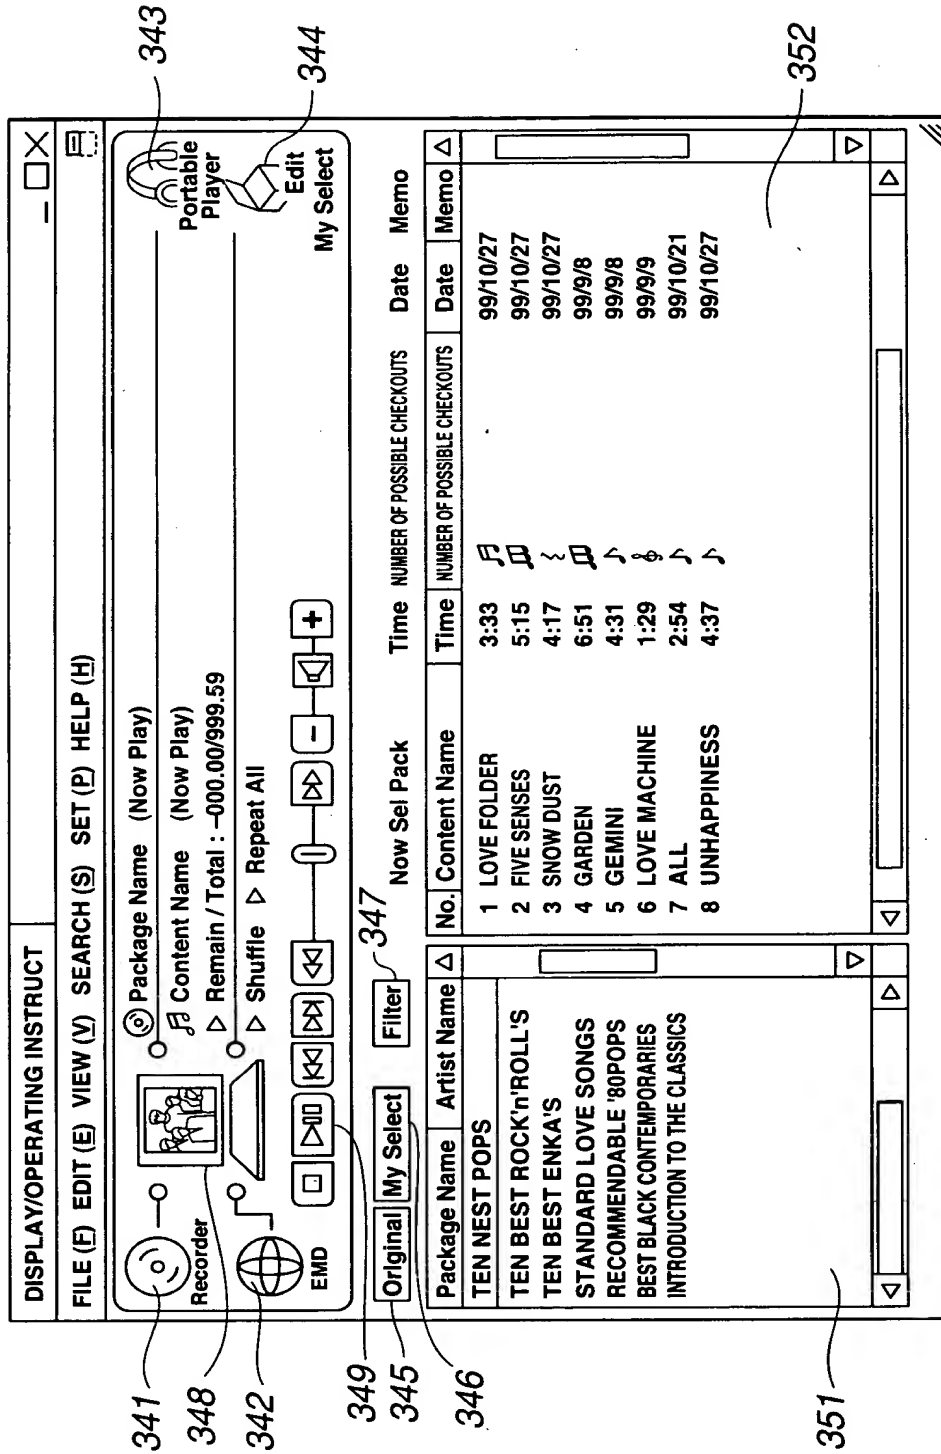 DISPLAY/OPERATING INSTRUCT
FILE (F) EDIT (E) VIEW (V) SEARCH (S) SET (P) HELP (H)
341
Recorder
348
342
EMD
Package Name (Now Play)
Content Name (Now Play)
Remain / Total : –000.00/999.59
Shuffle Repeat All
Portable Player
343
Edit
My Select
344
349
– +
345
Original
346
My Select
347
Filter
Now Sel Pack Time NUMBER OF POSSIBLE CHECKOUTS Date Memo
Package Name Artist Name
TEN NEST POPS
TEN BEST ROCK'n'ROLL'S
TEN BEST ENKA'S
STANDARD LOVE SONGS
RECOMMENDABLE '80POPS
BEST BLACK CONTEMPORARIES
INTRODUCTION TO THE CLASSICS
351
No. Content Name Time NUMBER OF POSSIBLE CHECKOUTS Date Memo
1 LOVE FOLDER 3:33 99/10/27
2 FIVE SENSES 5:15 99/10/27
3 SNOW DUST 4:17 99/10/27
4 GARDEN 6:51 99/9/8
5 GEMINI 4:31 99/9/8
6 LOVE MACHINE 1:29 99/9/9
7 ALL 2:54 99/10/21
8 UNHAPPINESS 4:37 99/10/27
352